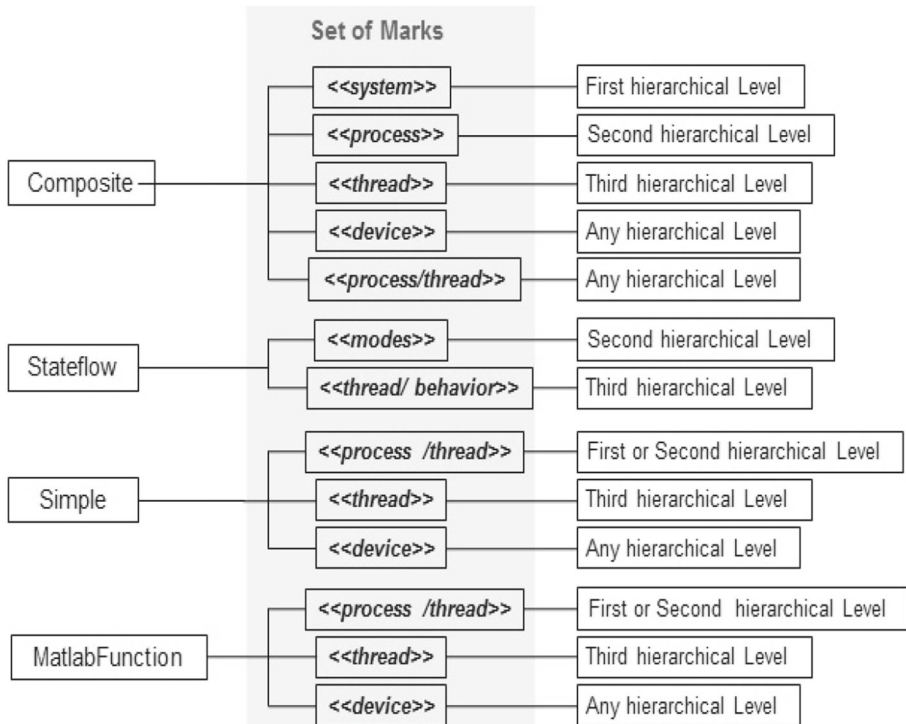 Set of Marks
<<system>> First hierarchical Level
<<process>> Second hierarchical Level
Composite <<thread>> Third hierarchical Level
<<device>> Any hierarchical Level
<<process/thread>> Any hierarchical Level
<<modes>> Second hierarchical Level
Stateflow
<<thread/ behavior>> Third hierarchical Level
<<process /thread>> First or Second hierarchical Level
Simple <<thread>> Third hierarchical Level
<<device>> Any hierarchical Level
<<process /thread>> First or Second hierarchical Level
MatlabFunction <<thread>> Third hierarchical Level
<<device>> Any hierarchical Level